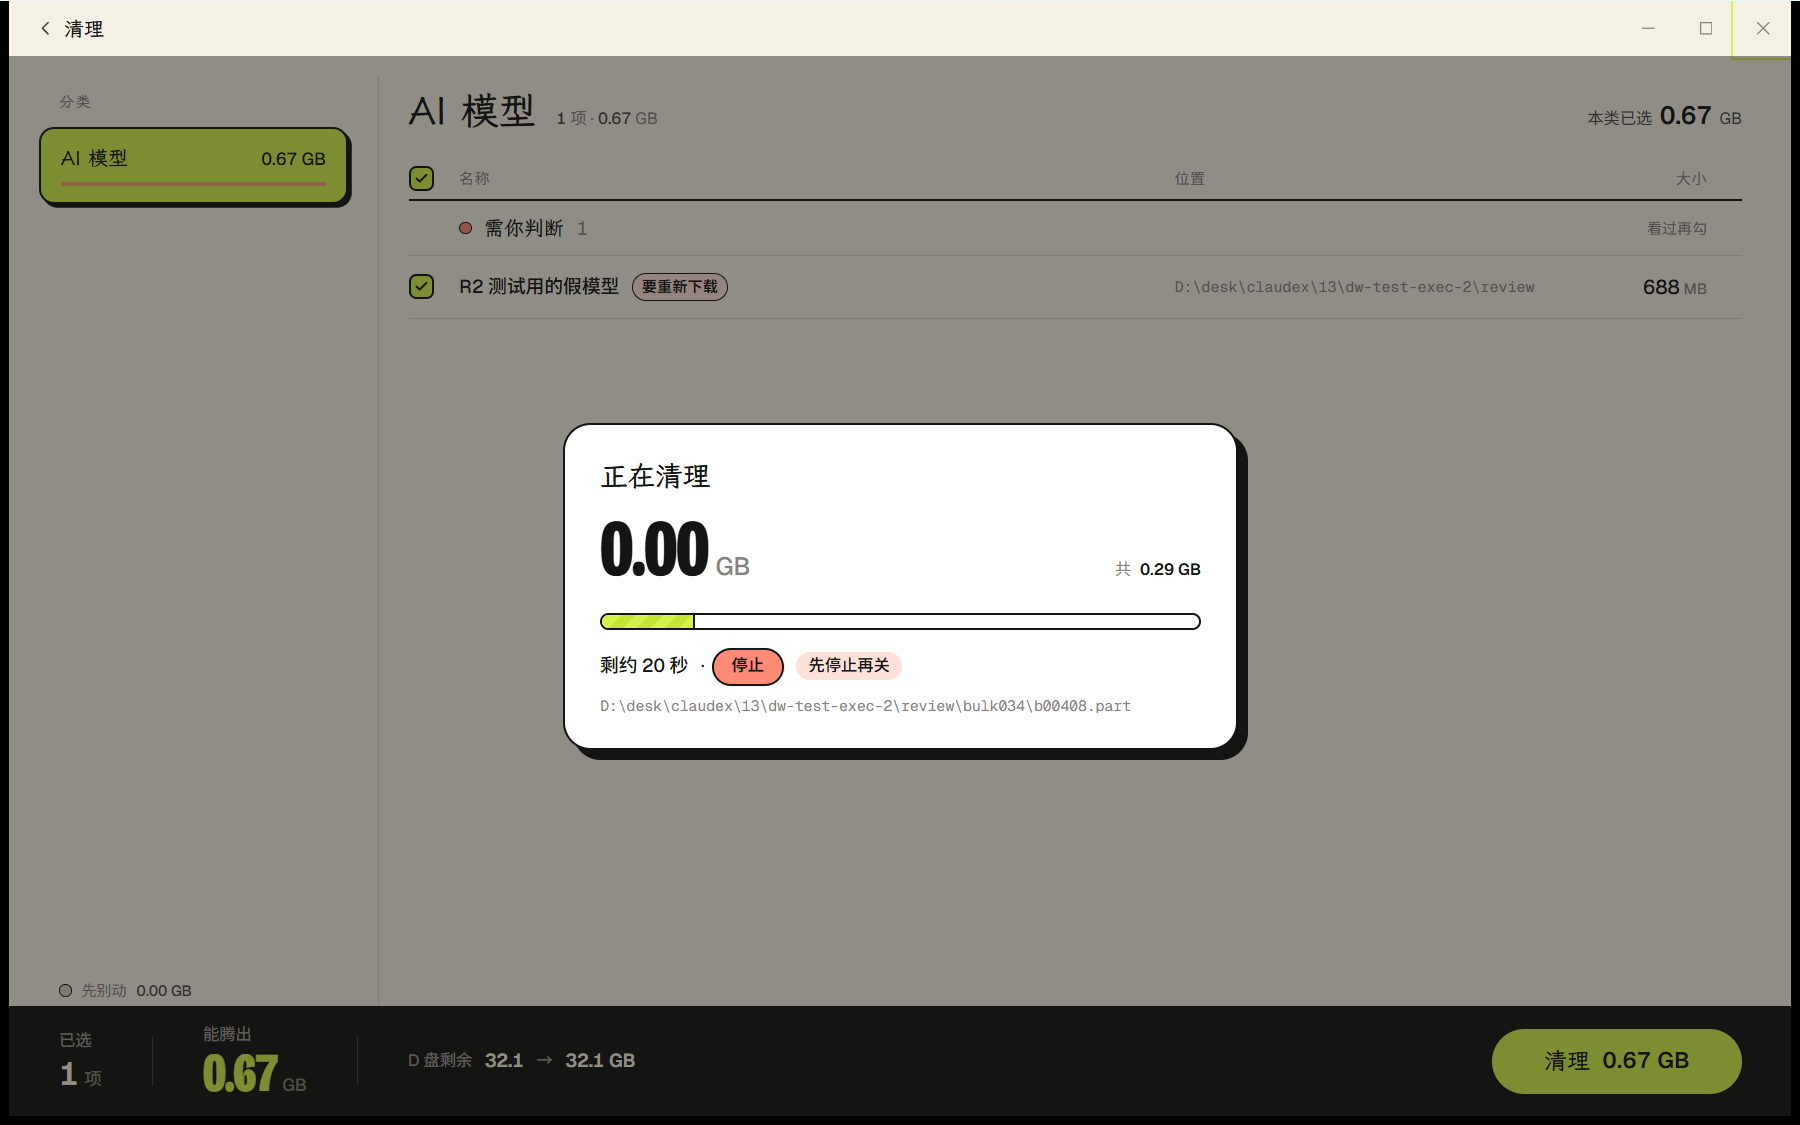 清理
分类
AI 模型 0.67 GB
AI 模型 1 项 · 0.67 GB
本类已选 0.67 GB
名称 位置 大小
需你判断 1 看过再勾
R2 测试用的假模型 要重新下载 D:\desk\claudex\13\dw-test-exec-2\review 688 MB
正在清理
0.00 GB 共 0.29 GB
剩约 20 秒 · 停止 先停止再关
D:\desk\claudex\13\dw-test-exec-2\review\bulk034\b00408.part
先别动 0.00 GB
已选
1 项
能腾出
0.67 GB
D 盘剩余 32.1 → 32.1 GB
清理 0.67 GB